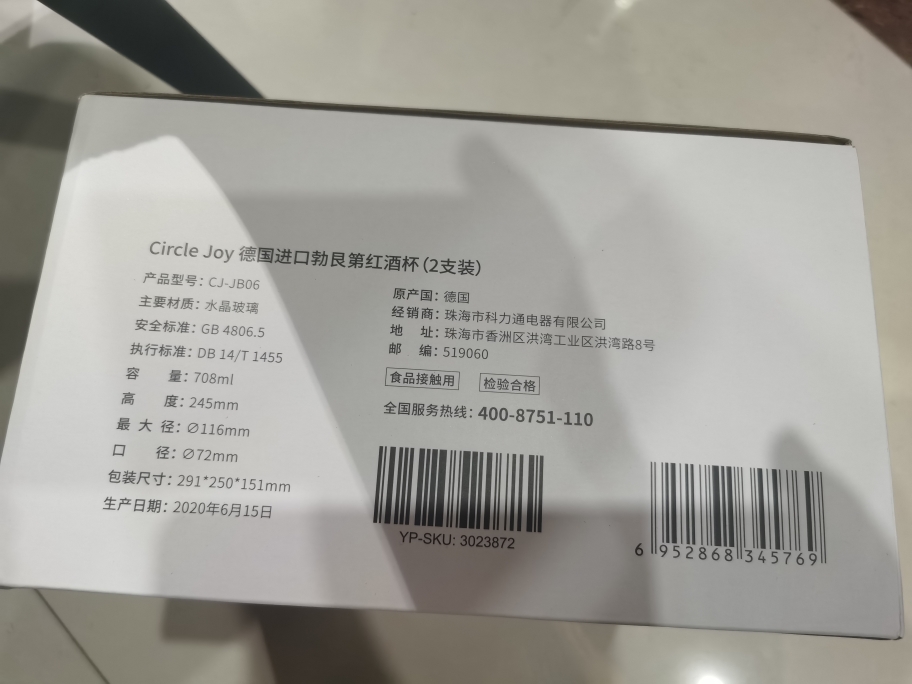 Circle Joy 德国进口勃艮第红酒杯(2支装)
产品型号：CJ-JB06
主要材质：水晶玻璃
安全标准：GB 4806.5
执行标准：DB 14/T 1455
容 量：708ml
高 度：245mm
最 大 径：∅116mm
口 径：∅72mm
包装尺寸：291*250*151mm
生产日期：2020年6月15日
原产国：德国
经销商：珠海市科力通电器有限公司
地 址：珠海市香洲区洪湾工业区洪湾路8号
邮 编：519060
食品接触用 检验合格
全国服务热线：400-8751-110
YP-SKU: 3023872
6 952868 345769